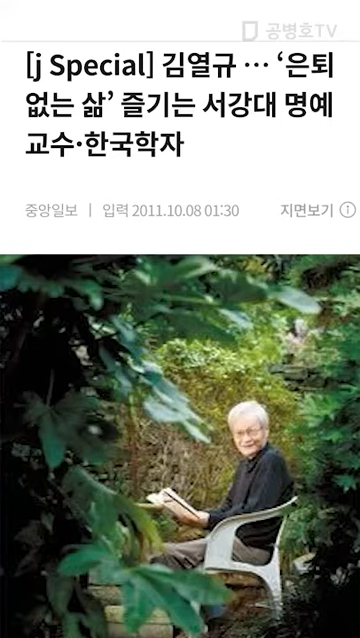 공병호TV
[j Special] 김열규 … ‘은퇴
없는 삶’ 즐기는 서강대 명예
교수·한국학자
중앙일보 | 입력 2011.10.08 01:30 지면보기